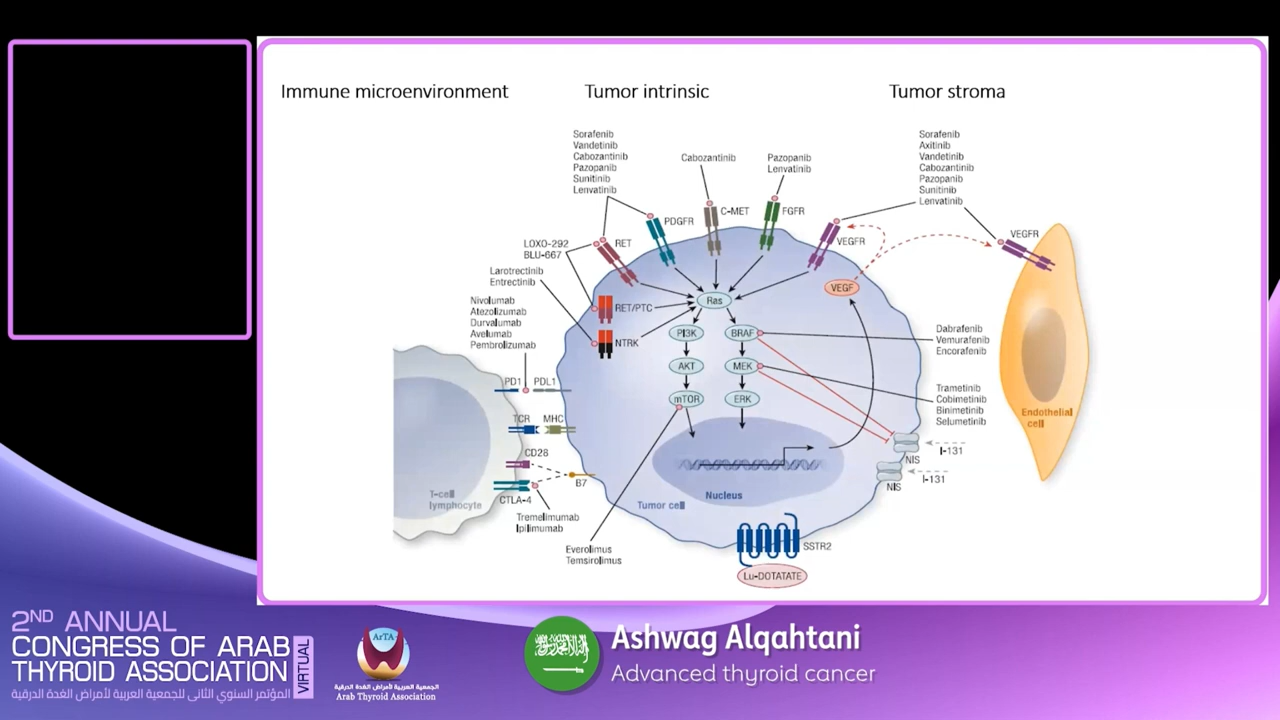 Immune microenvironment
Tumor intrinsic
Tumor stroma
Sorafenib
Vandetinib
Cabozantinib
Pazopanib
Sunitinib
Lenvatinib
Cabozantinib
Pazopanib
Lenvatinib
Sorafenib
Axitinib
Vandetinib
Cabozantinib
Pazopanib
Sunitinib
Lenvatinib
PDGFR
C-MET
FGFR
VEGFR
VEGFR
LOXO-292
BLU-667
RET
Larotrectinib
Entrectinib
RET/PTC
Ras
VEGF
Nivolumab
Atezolizumab
Durvalumab
Avelumab
Pembrolizumab
NTRK
PI3K
BRAF
Dabrafenib
Vemurafenib
Encorafenib
AKT
MEK
PD1
PDL1
mTOR
ERK
Trametinib
Cobimetinib
Binimetinib
Selumetinib
TCR
MHC
Endothelial
cell
CD28
NIS
I-131
B7
NIS
I-131
T-cell
lymphocyte
CTLA-4
Nucleus
Tumor cell
Tremelimumab
Ipilimumab
Everolimus
Temsirolimus
SSTR2
Lu-DOTATATE
2ND ANNUAL
CONGRESS OF ARAB
THYROID ASSOCIATION
VIRTUAL
المؤتمر السنوي الثانى للجمعية العربية لأمراض الغدة الدرقية
ArTA
الجمعية العربية لأمراض الغدة الدرقية
Arab Thyroid Association
Ashwag Alqahtani
Advanced thyroid cancer